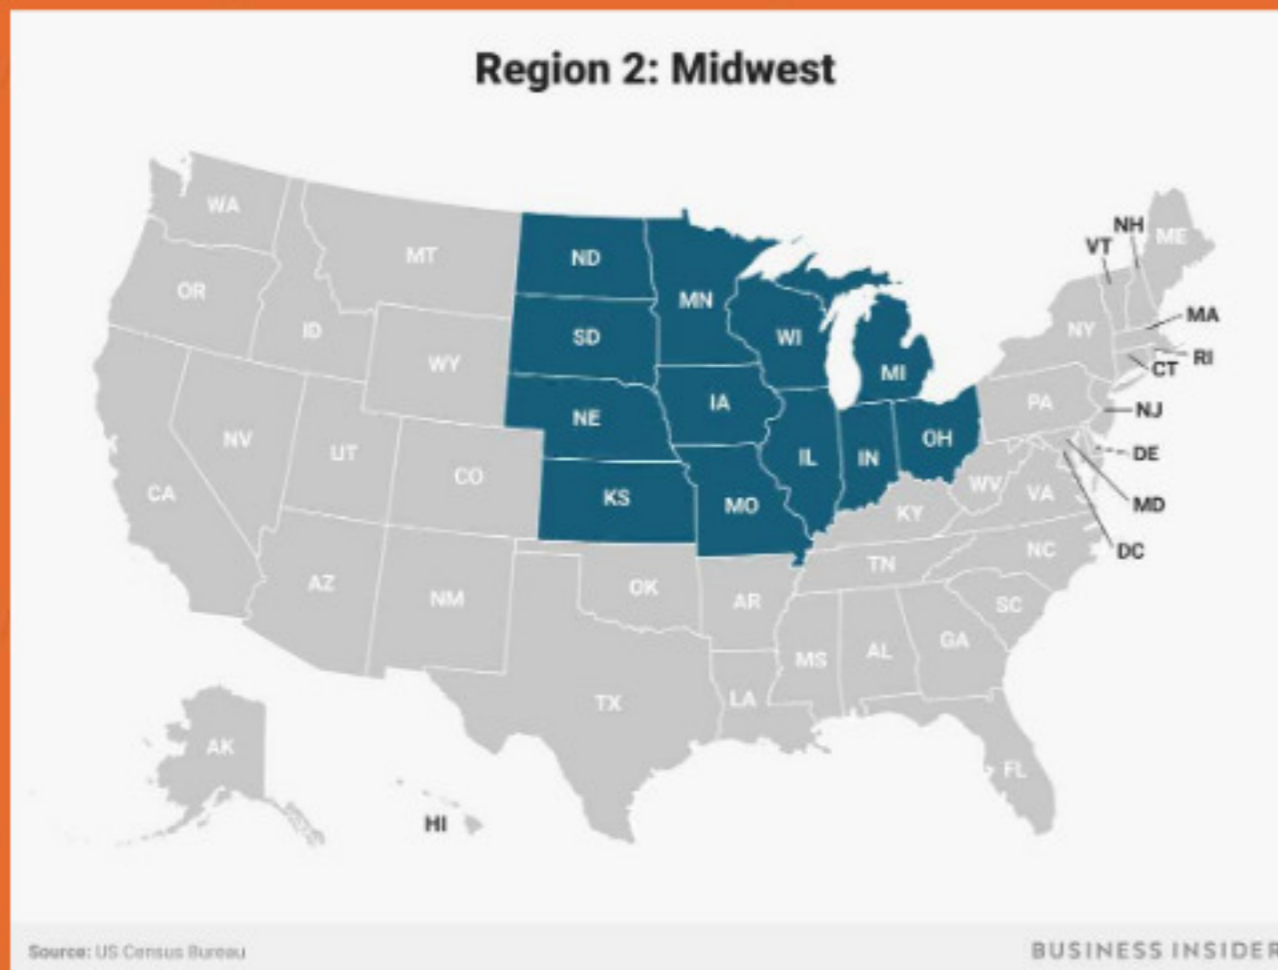 Region 2: Midwest
WA
MT
ND
MN
OR
ID
SD
WI
MI
NH
VT
ME
NY
MA
RI
CT
WY
NE
IA
PA
NJ
NV
UT
CO
IL
IN
OH
DE
CA
KS
MO
WV
VA
MD
KY
DC
AZ
NM
OK
AR
TN
NC
SC
MS
AL
GA
TX
LA
AK
FL
HI
Source: US Census Bureau
BUSINESS INSIDER